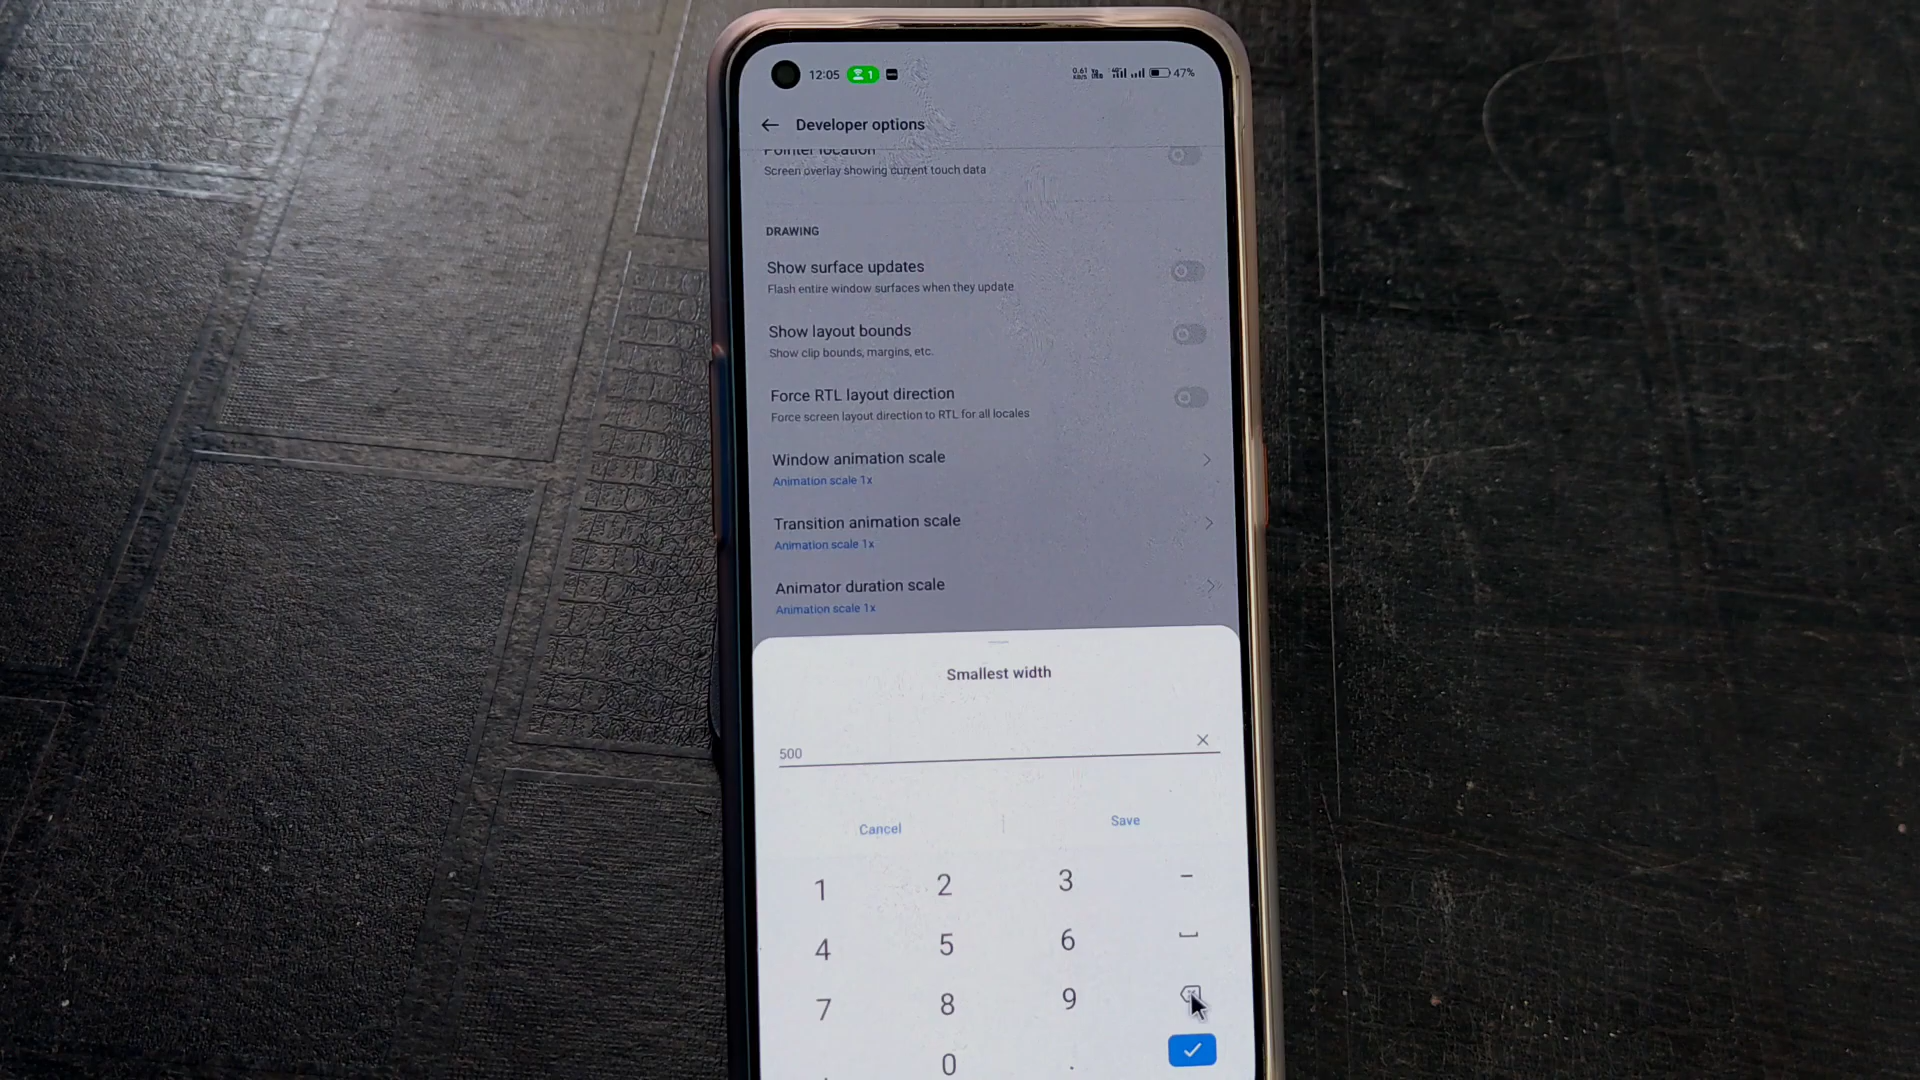 12:05 1 47%
Developer options
Pointer location
Screen overlay showing current touch data
DRAWING
Show surface updates
Flash entire window surfaces when they update
Show layout bounds
Show clip bounds, margins, etc.
Force RTL layout direction
Force screen layout direction to RTL for all locales
Window animation scale
Animation scale 1x
Transition animation scale
Animation scale 1x
Animator duration scale
Animation scale 1x
Smallest width
500
Cancel Save
1 2 3 -
4 5 6
7 8 9
, 0 .